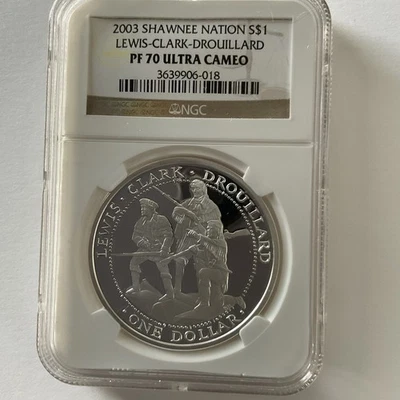 2003 SHAWNEE NATION S$1
LEWIS-CLARK-DROUILLARD
PF 70 ULTRA CAMEO
3639906-018
NGC
LEWIS · CLARK · DROUILLARD
· ONE DOLLAR ·